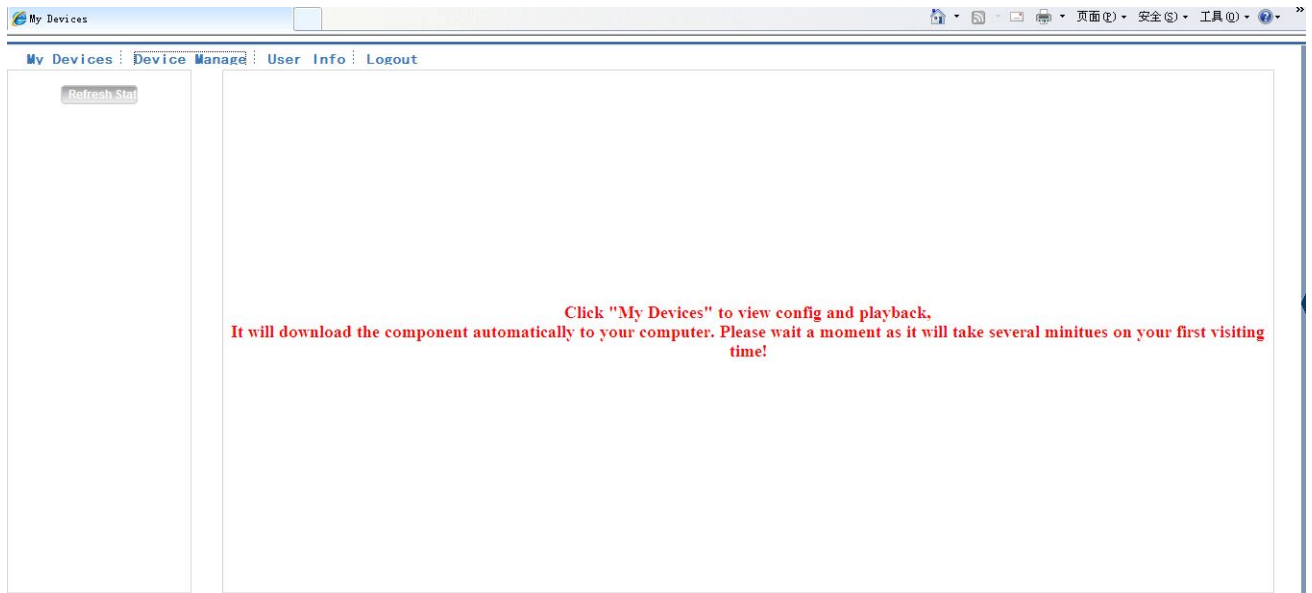 My Devices
页面(P) 安全(S) 工具(O)
My Devices Device Manage User Info Logout
Refresh Stat
Click "My Devices" to view config and playback,
It will download the component automatically to your computer. Please wait a moment as it will take several minitues on your first visiting
time!